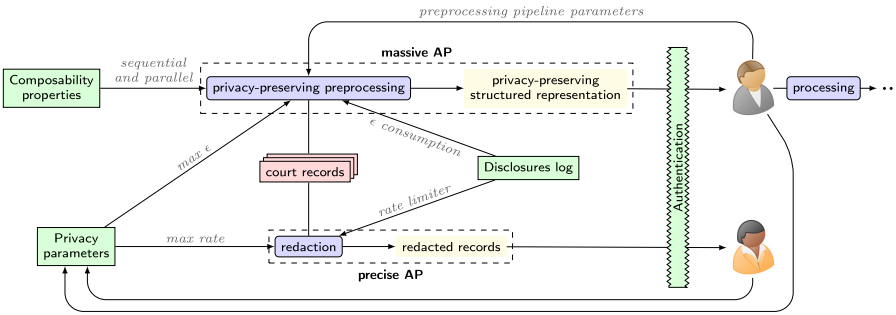 preprocessing pipeline parameters
massive AP
sequential
and parallel
Composability
properties
privacy-preserving preprocessing
privacy-preserving
structured representation
processing
ϵ consumption
max ϵ
court records
Disclosures log
Authentication
rate limiter
Privacy
parameters
max rate
redaction
redacted records
precise AP